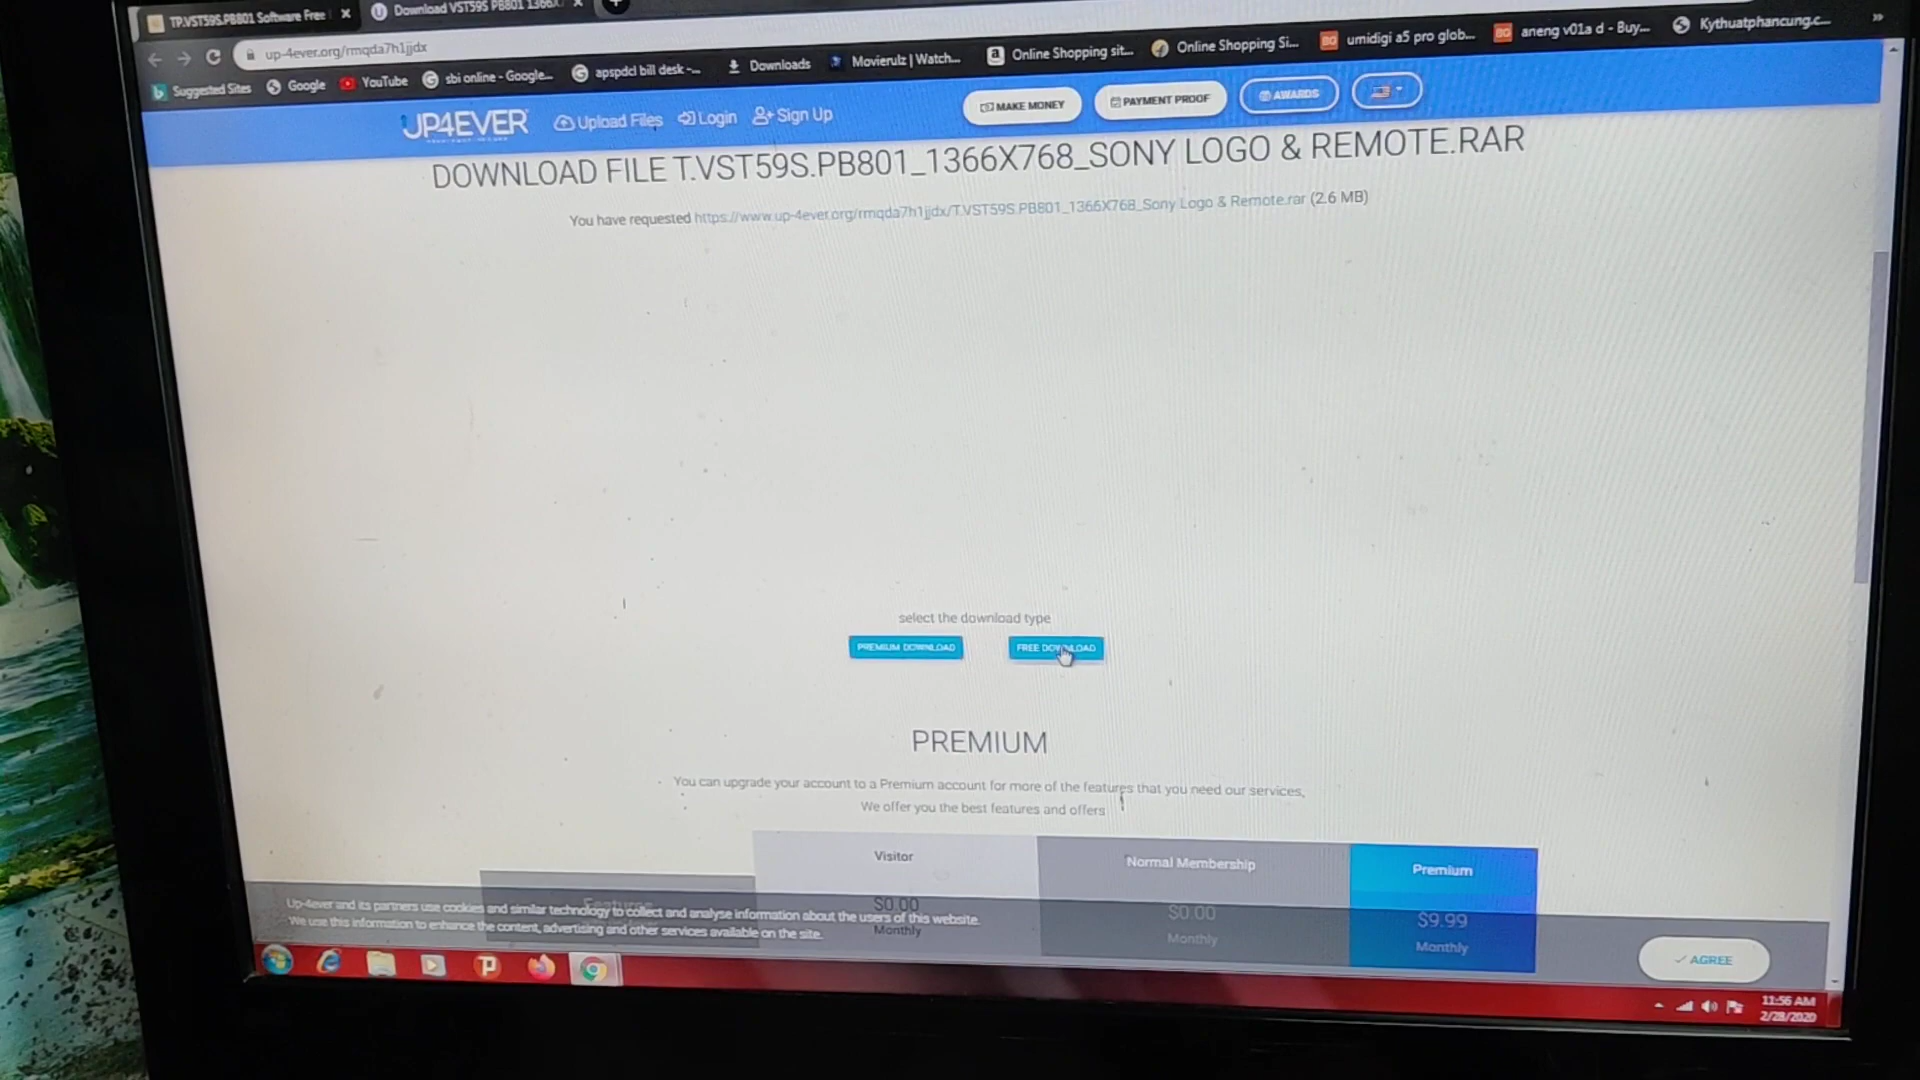 TP.VST59S.PB801 Software Free
Download VST59S PB801 1366X
up-4ever.org/rmqda7h1jjdx
Suggested Sites
Google
YouTube
sbi online - Google...
apspdcl bill desk -...
Downloads
Movierulz | Watch...
Online Shopping sit...
Online Shopping Si...
umidigi a5 pro glob...
aneng v01a d - Buy...
Kythuatphancung.c...
UP4EVER
Upload Files
Login
Sign Up
MAKE MONEY
PAYMENT PROOF
AWARDS
DOWNLOAD FILE T.VST59S.PB801_1366X768_SONY LOGO & REMOTE.RAR
You have requested https://www.up-4ever.org/rmqda7h1jjdx/T.VST59S.PB801_1366X768_Sony Logo & Remote.rar (2.6 MB)
select the download type
PREMIUM DOWNLOAD
FREE DOWNLOAD
PREMIUM
You can upgrade your account to a Premium account for more of the features that you need our services,
We offer you the best features and offers
Visitor
Normal Membership
Premium
Features
$0.00
Monthly
$0.00
Monthly
$9.99
Monthly
Up-4ever and its partners use cookies and similar technology to collect and analyse information about the users of this website.
We use this information to enhance the content, advertising and other services available on the site.
AGREE
11:56 AM
2/28/2020